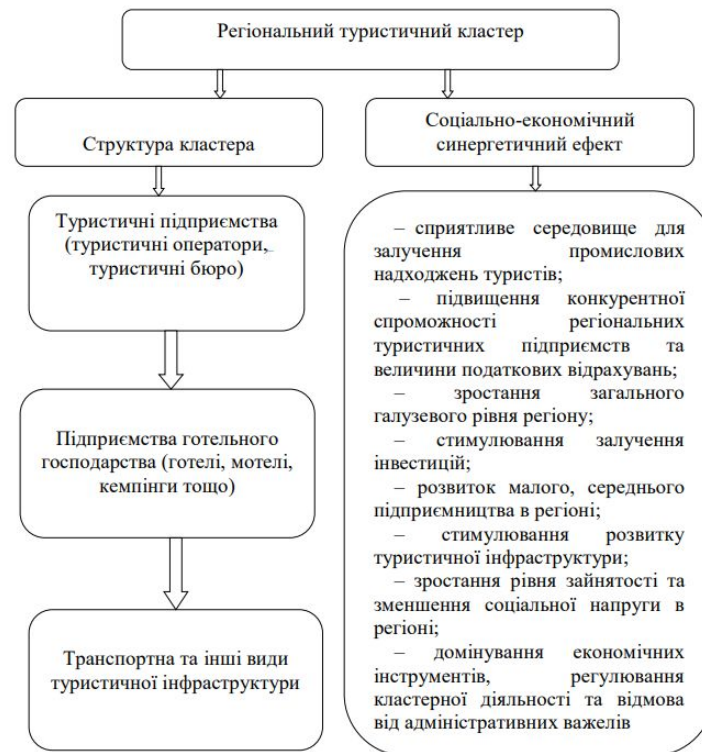 Регіональний туристичний кластер
Структура кластера
Соціально-економічний
синергетичний ефект
Туристичні підприємства
(туристичні оператори,
туристичні бюро)
Підприємства готельного
господарства (готелі, мотелі,
кемпінги тощо)
Транспортна та інші види
туристичної інфраструктури
– сприятливе середовище для
залучення промислових
надходжень туристів;
– підвищення конкурентної
спроможності регіональних
туристичних підприємств та
величини податкових відрахувань;
– зростання загального
галузевого рівня регіону;
– стимулювання залучення
інвестицій;
– розвиток малого, середнього
підприємництва в регіоні;
– стимулювання розвитку
туристичної інфраструктури;
– зростання рівня зайнятості та
зменшення соціальної напруги в
регіоні;
– домінування економічних
інструментів, регулювання
кластерної діяльності та відмова
від адміністративних важелів